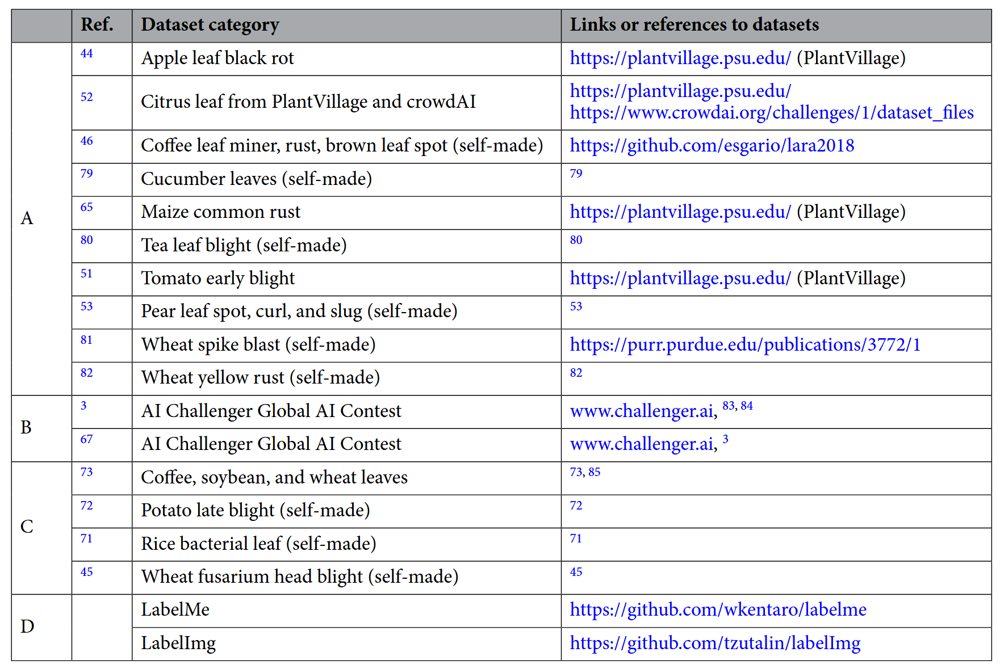 Ref. Dataset category Links or references to datasets
A
44 Apple leaf black rot https://plantvillage.psu.edu/ (PlantVillage)
52 Citrus leaf from PlantVillage and crowdAI https://plantvillage.psu.edu/
https://www.crowdai.org/challenges/1/dataset_files
46 Coffee leaf miner, rust, brown leaf spot (self-made) https://github.com/esgario/lara2018
79 Cucumber leaves (self-made) 79
65 Maize common rust https://plantvillage.psu.edu/ (PlantVillage)
80 Tea leaf blight (self-made) 80
51 Tomato early blight https://plantvillage.psu.edu/ (PlantVillage)
53 Pear leaf spot, curl, and slug (self-made) 53
81 Wheat spike blast (self-made) https://purr.purdue.edu/publications/3772/1
82 Wheat yellow rust (self-made) 82
B
3 AI Challenger Global AI Contest www.challenger.ai, 83, 84
67 AI Challenger Global AI Contest www.challenger.ai, 3
C
73 Coffee, soybean, and wheat leaves 73, 85
72 Potato late blight (self-made) 72
71 Rice bacterial leaf (self-made) 71
45 Wheat fusarium head blight (self-made) 45
D
LabelMe https://github.com/wkentaro/labelme
LabelImg https://github.com/tzutalin/labelImg